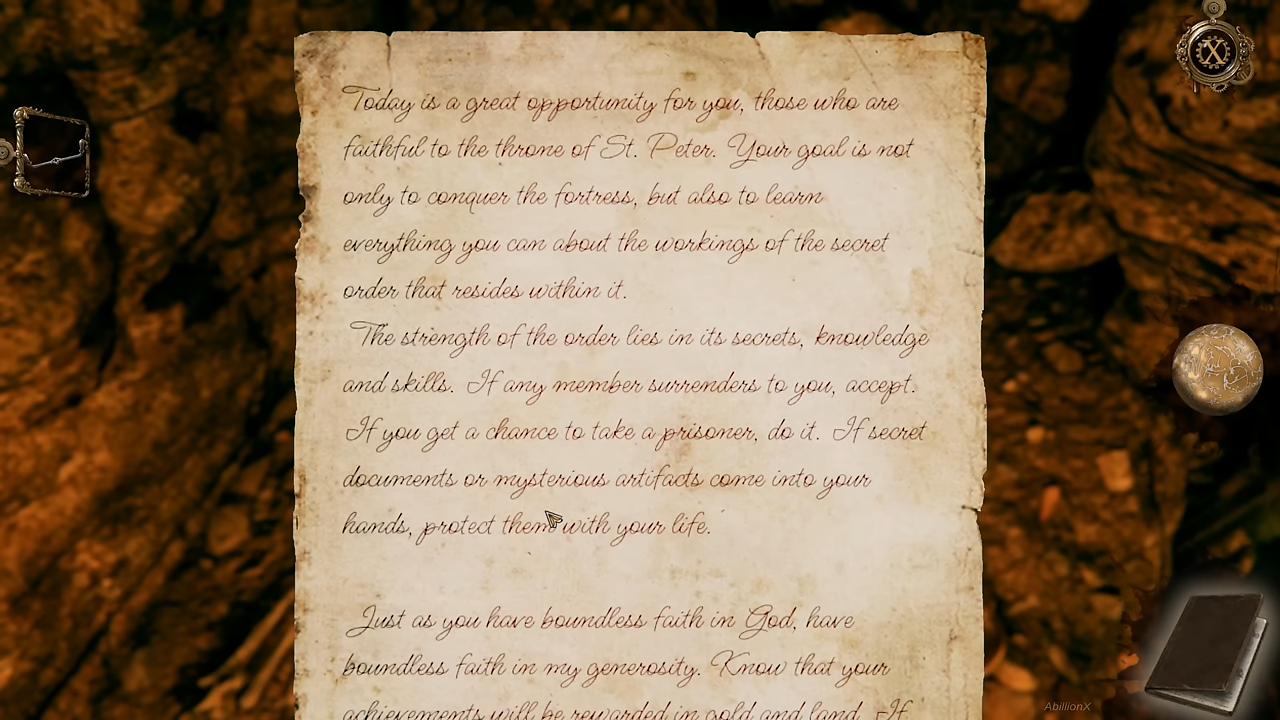 Today is a great opportunity for you, those who are
faithful to the throne of St. Peter. Your goal is not
only to conquer the fortress, but also to learn
everything you can about the workings of the secret
order that resides within it.
The strength of the order lies in its secrets, knowledge
and skills. If any member surrenders to you, accept.
If you get a chance to take a prisoner, do it. If secret
documents or mysterious artifacts come into your
hands, protect them with your life.
Just as you have boundless faith in God, have
boundless faith in my generosity. Know that your
achievements will be rewarded in gold and land. If
X
AbillionX